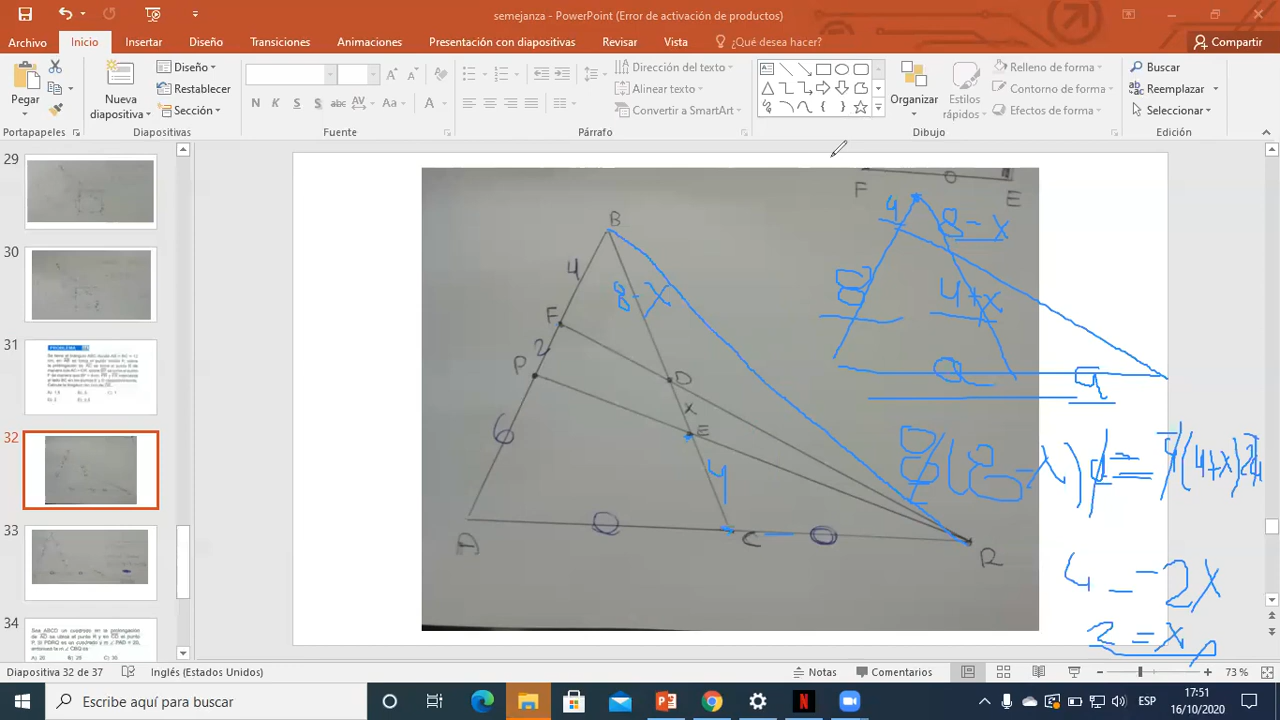 semejanza - PowerPoint (Error de activación de productos)
Archivo
Inicio
Insertar
Diseño
Transiciones
Animaciones
Presentación con diapositivas
Revisar
Vista
¿Qué desea hacer?
Compartir
Pegar
Nueva diapositiva
Diseño
Restablecer
Sección
N K S S abc AV Aa A
Dirección del texto
Alinear texto
Convertir a SmartArt
Organizar
Estilos rápidos
Relleno de forma
Contorno de forma
Efectos de forma
Buscar
Reemplazar
Seleccionar
Portapapeles
Diapositivas
Fuente
Párrafo
Dibujo
Edición
29
30
31
32
33
34
F
E
B
4
8-x
F
2
P
D
x
E
6
4
D
C
R
4
8-x
8
4+x
a
a
8(8-x)
(4+x)
4 = 2x
2 = x
Diapositiva 32 de 37
Inglés (Estados Unidos)
Notas
Comentarios
73 %
Escribe aquí para buscar
ESP
17:51
16/10/2020